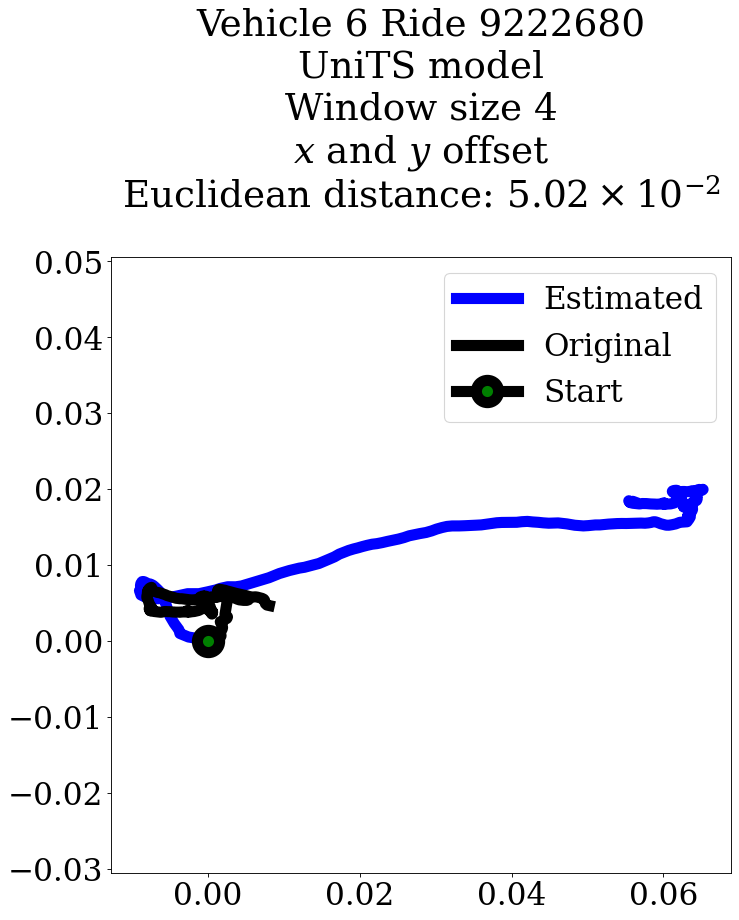 Vehicle 6 Ride 9222680
UniTS model
Window size 4
x and y offset
Euclidean distance: 5.02 × 10⁻²
0.05
0.04
0.03
0.02
0.01
0.00
−0.01
−0.02
−0.03
Estimated
Original
Start
0.00 0.02 0.04 0.06